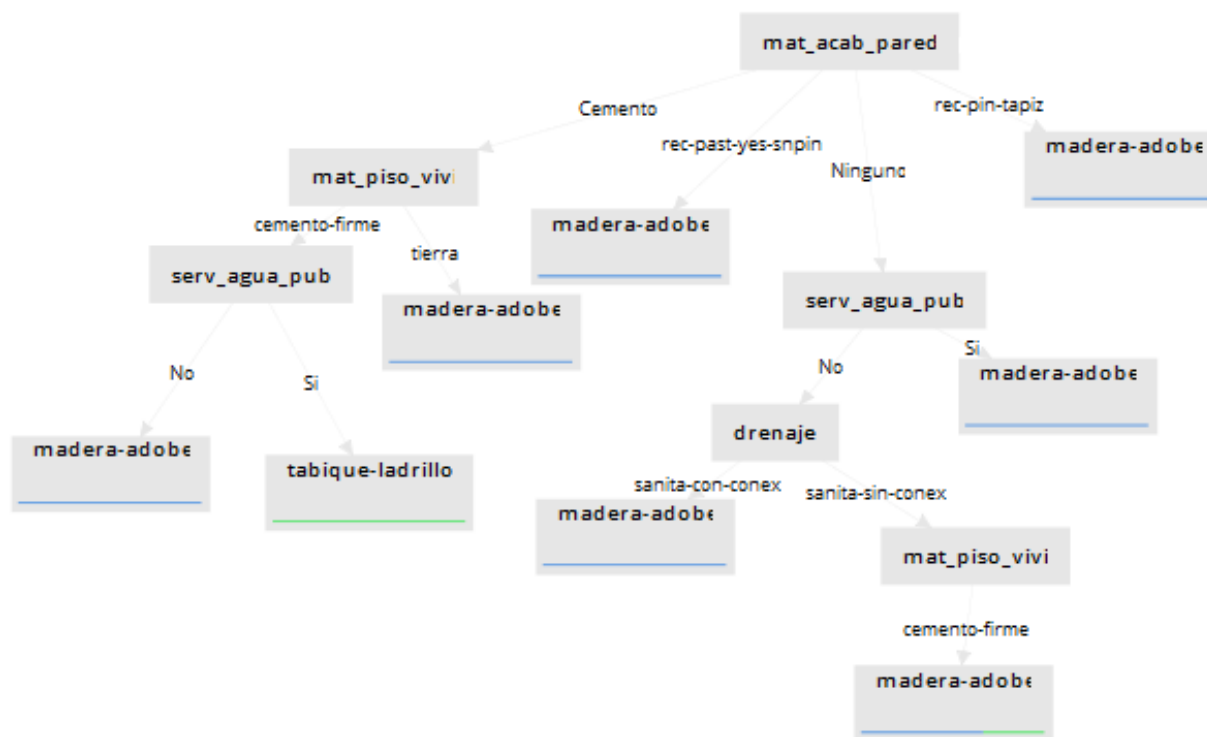 mat_acab_pared
Cemento
rec-past-yes-snpin
Ninguno
rec-pin-tapiz
mat_piso_vivi
madera-adobe
madera-adobe
cemento-firme
tierra
serv_agua_pub
madera-adobe
serv_agua_pub
No
Si
No
Si
madera-adobe
madera-adobe
tabique-ladrillo
drenaje
sanita-con-conex
sanita-sin-conex
madera-adobe
mat_piso_vivi
cemento-firme
madera-adobe